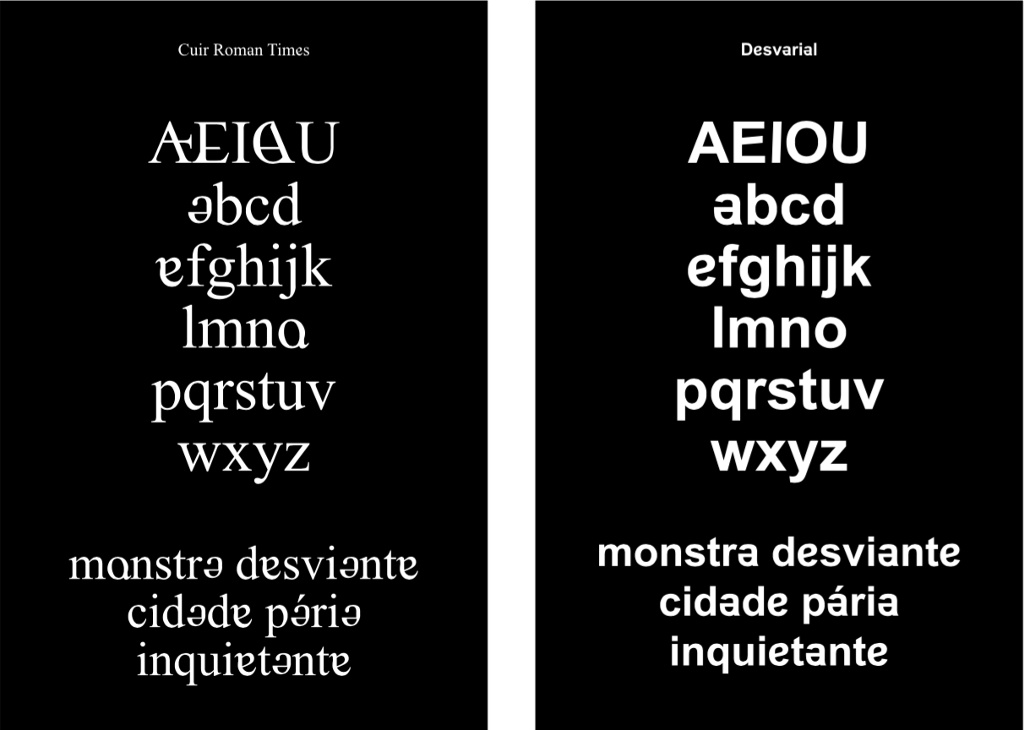 Cuir Roman Times
AEIOU
abcd
efghijk
lmno
pqrstuv
wxyz
monstra desviante
cidade pária
inquietante
Desvarial
AEIOU
abcd
efghijk
lmno
pqrstuv
wxyz
monstra desviante
cidade pária
inquietante